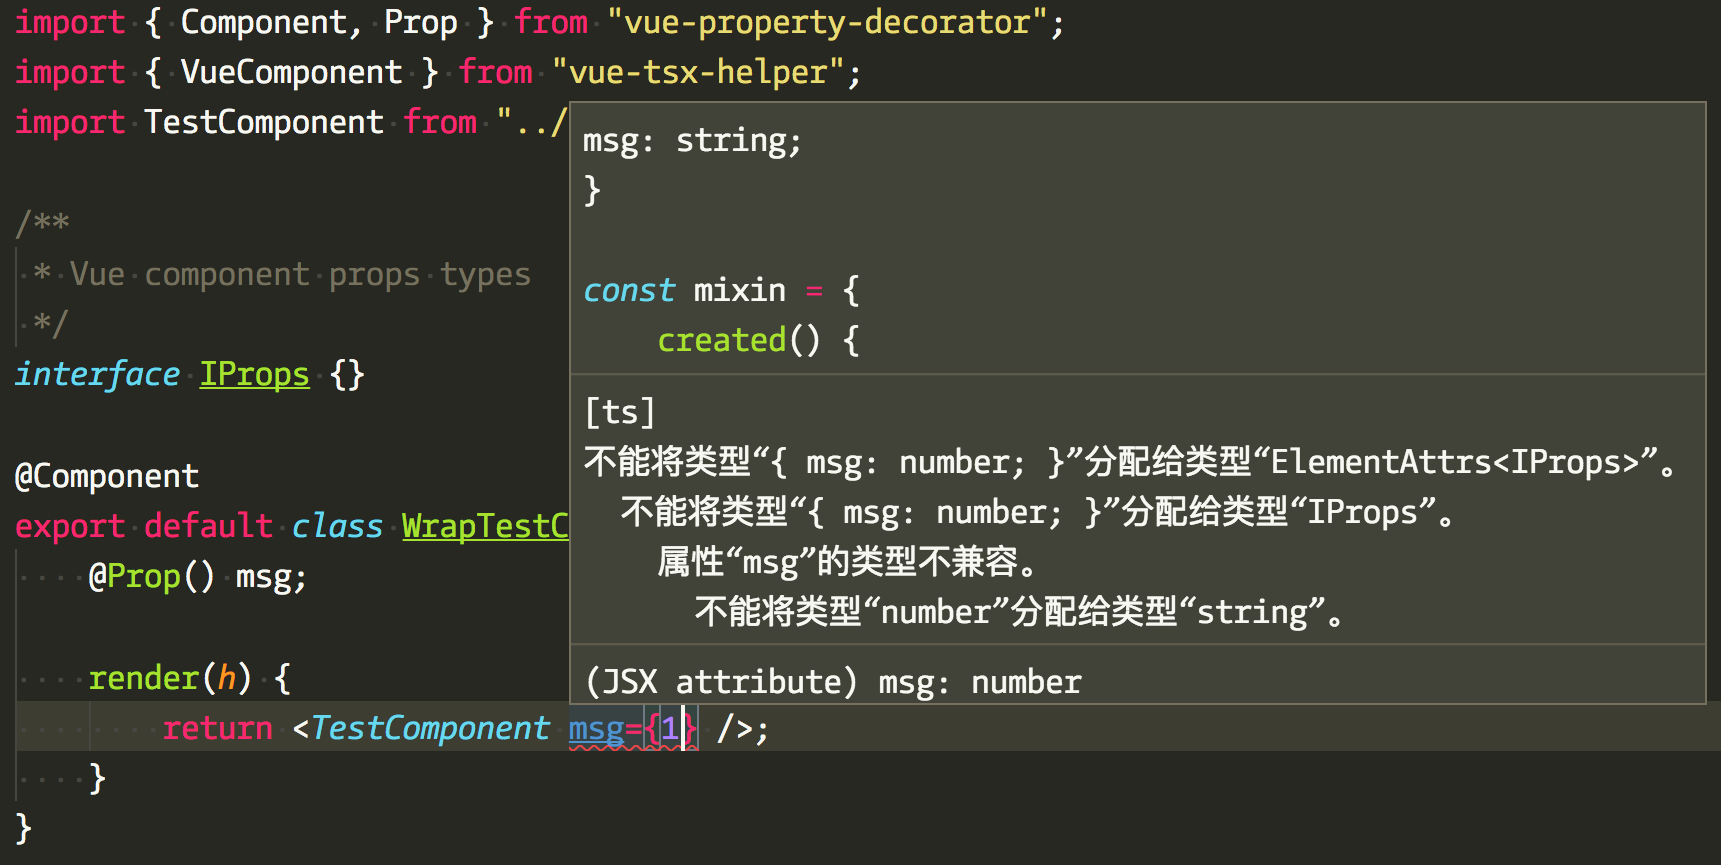 import { Component, Prop } from "vue-property-decorator";
import { VueComponent } from "vue-tsx-helper";
import TestComponent from "../
/**
* Vue component props types
*/
interface IProps {}
@Component
export default class WrapTestC
@Prop() msg;
render(h) {
return <TestComponent msg={1} />;
}
}
msg: string;
}
const mixin = {
created() {
[ts]
不能将类型“{ msg: number; }”分配给类型“ElementAttrs<IProps>”。
不能将类型“{ msg: number; }”分配给类型“IProps”。
属性“msg”的类型不兼容。
不能将类型“number”分配给类型“string”。
(JSX attribute) msg: number